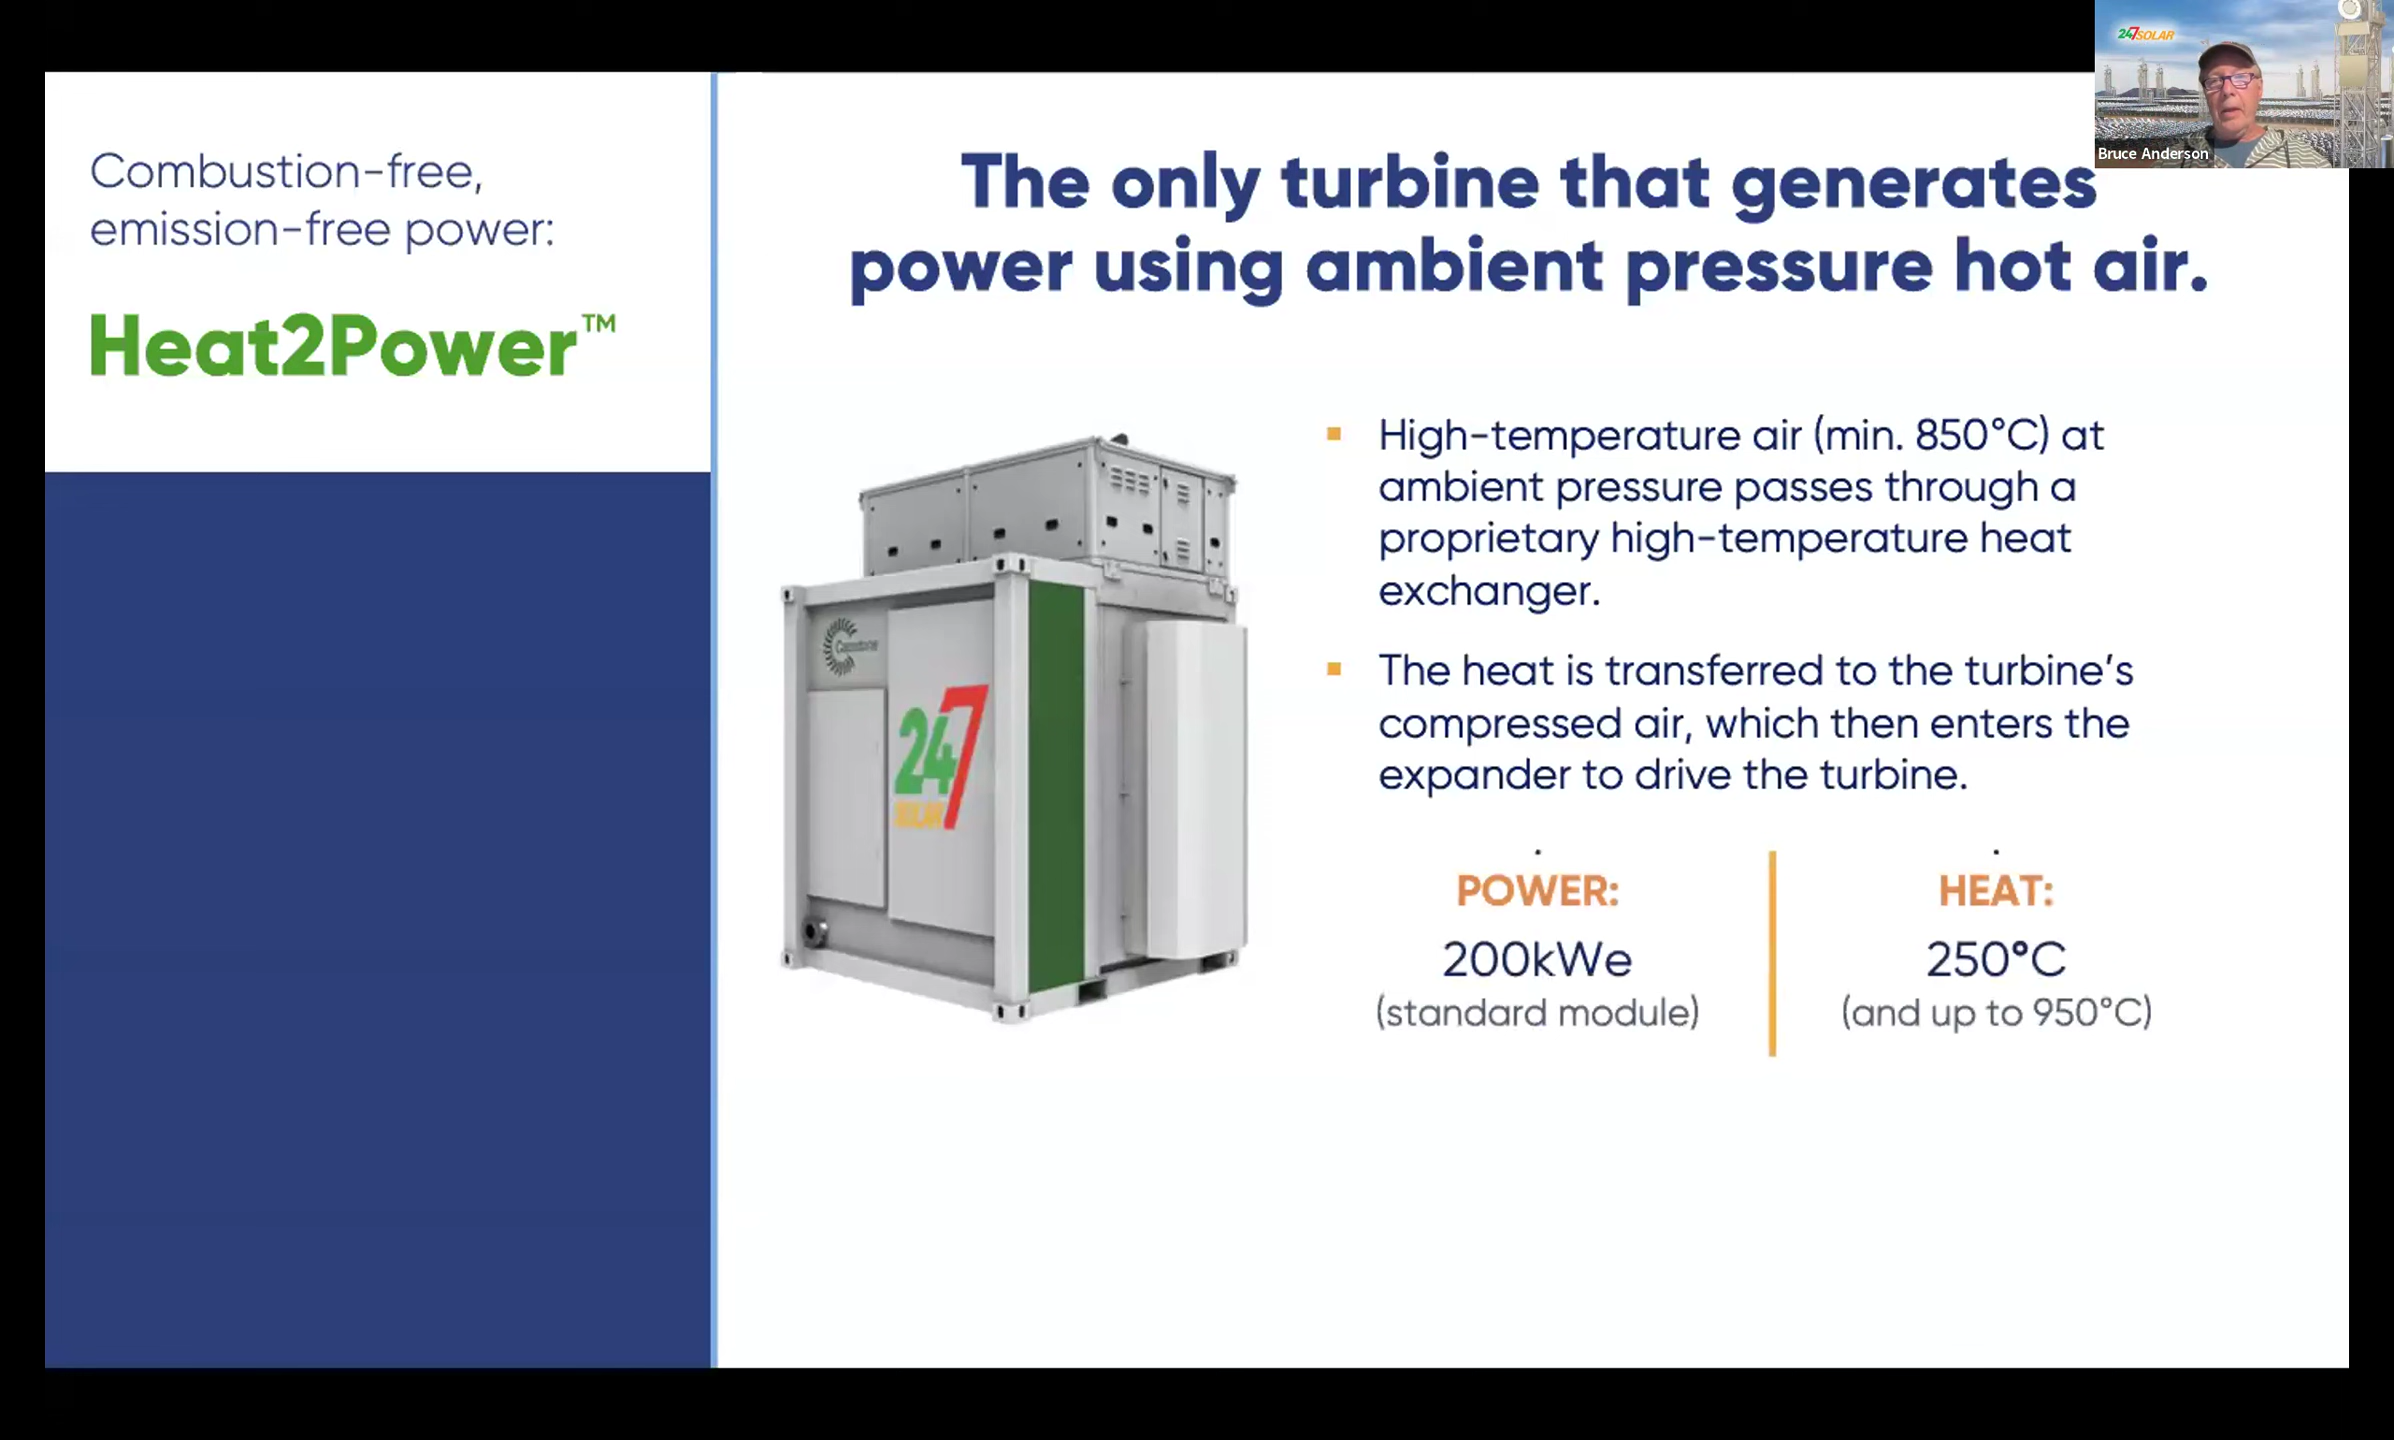 Combustion-free,
emission-free power:
Heat2Power™
The only turbine that generates
power using ambient pressure hot air.
247SOLAR
Bruce Anderson
Capstone
247
SOLAR
▪ High-temperature air (min. 850°C) at
ambient pressure passes through a
proprietary high-temperature heat
exchanger.
▪ The heat is transferred to the turbine's
compressed air, which then enters the
expander to drive the turbine.
POWER:
200kWe
(standard module)
HEAT:
250°C
(and up to 950°C)